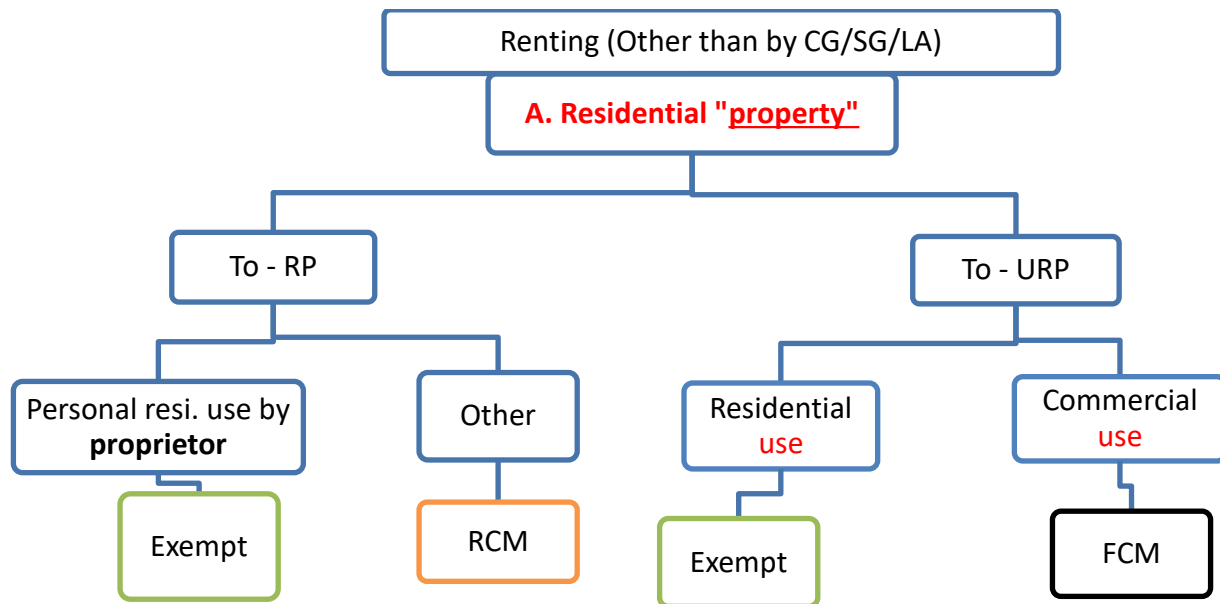 Renting (Other than by CG/SG/LA)
A. Residential "property"
To - RP
To - URP
Personal resi. use by
proprietor
Other
Residential
use
Commercial
use
Exempt
RCM
Exempt
FCM